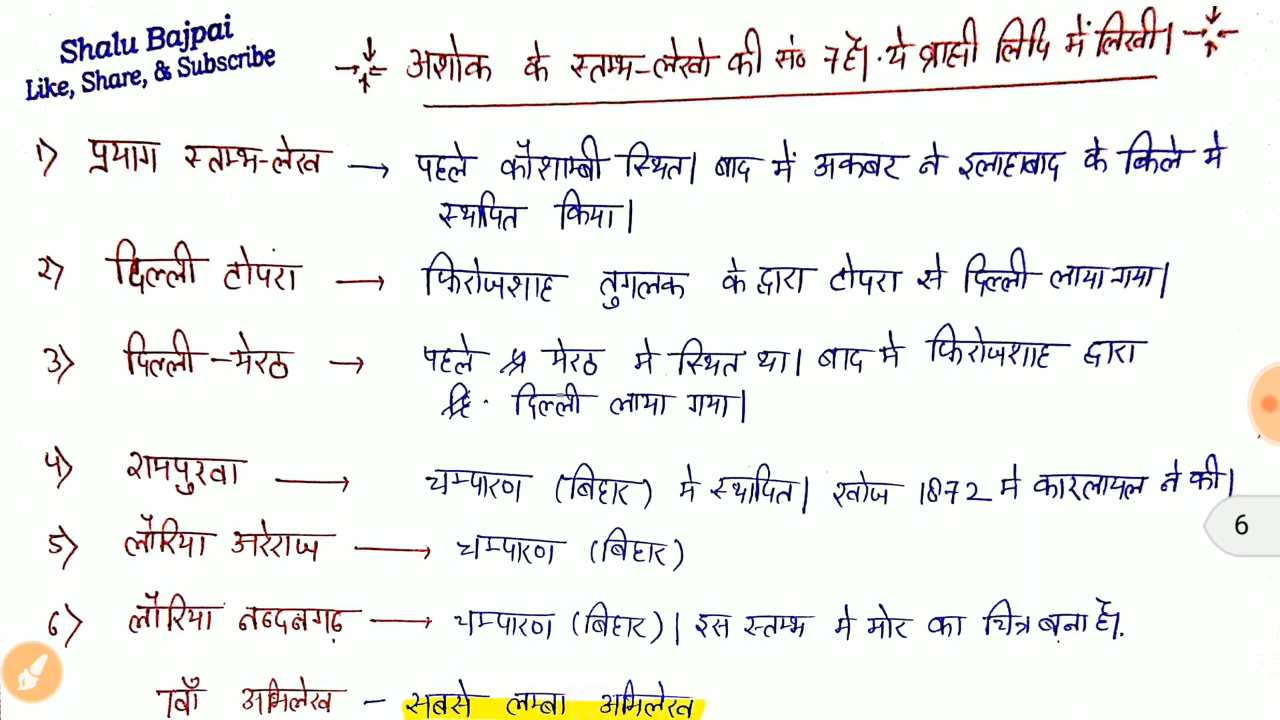 Shalu Bajpai
Like, Share, & Subscribe
अशोक के स्तम्भ-लेखो की सं० 7 हैं। ये ब्राह्मी लिपि में लिखी।
1) प्रयाग स्तम्भ-लेख → पहले कौशाम्बी स्थित। बाद में अकबर ने इलाहाबाद के किले मे
स्थापित किया।
2) दिल्ली टोपरा → फिरोजशाह तुगलक के द्वारा टोपरा से दिल्ली लाया गया।
3) दिल्ली-मेरठ → पहले मेरठ मे स्थित था। बाद मे फिरोजशाह द्वारा
दिल्ली लाया गया।
4) रामपुरवा → चम्पारण (बिहार) मे स्थापित। खोज 1872 मे कारलायल ने की।
5) लौरिया अरेराज → चम्पारण (बिहार)
6) लौरिया नन्दनगढ़ → चम्पारण (बिहार)। इस स्तम्भ मे मोर का चित्र बना हैं।
6
7वाँ अभिलेख - सबसे लम्बा अभिलेख